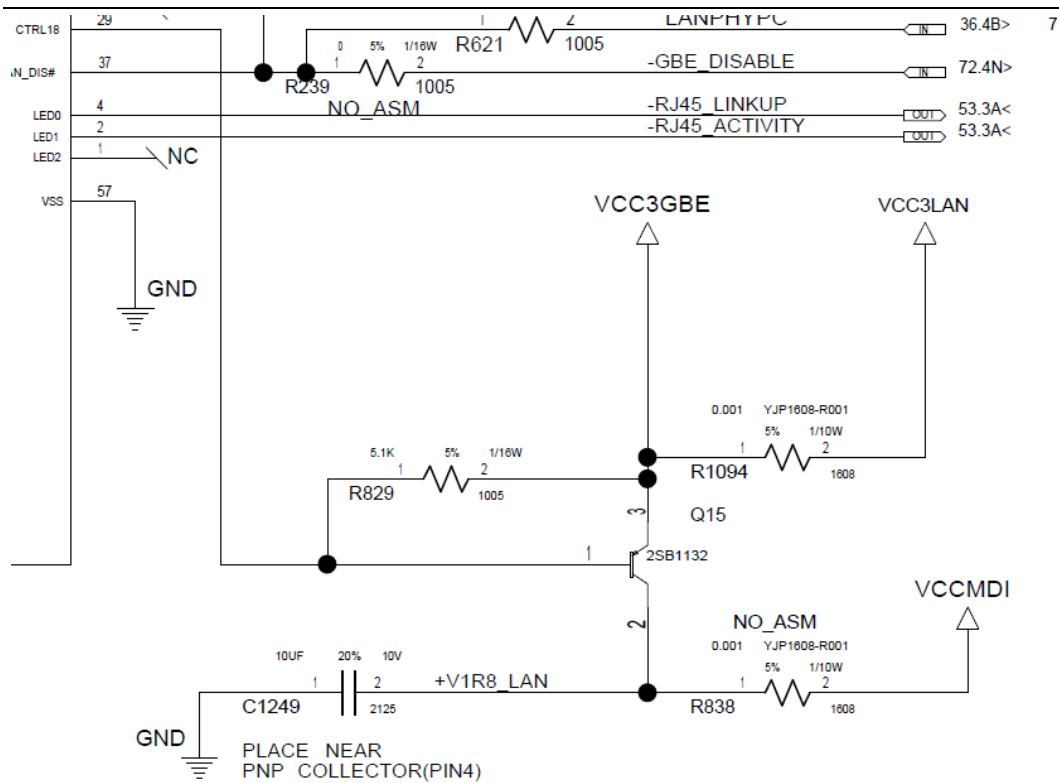 29
CTRL18
1
2
LANPHYPC
36.4B>
7
R621
1005
IN
0
5%
1/16W
37
AN_DIS#
1
2
-GBE_DISABLE
72.4N>
R239
1005
IN
NO_ASM
4
LED0
-RJ45_LINKUP
53.3A<
OUT
2
LED1
-RJ45_ACTIVITY
53.3A<
OUT
1
LED2
NC
57
VSS
VCC3GBE
VCC3LAN
GND
0.001
YJP1608-R001
5%
1/10W
1
2
R1094
1608
5.1K
5%
1/16W
1
2
R829
1005
3
Q15
1
2SB1132
VCCMDI
2
NO_ASM
0.001
YJP1608-R001
5%
1/10W
1
2
R838
1608
10UF
20%
10V
1
2
+V1R8_LAN
C1249
2125
GND
PLACE NEAR
PNP COLLECTOR(PIN4)